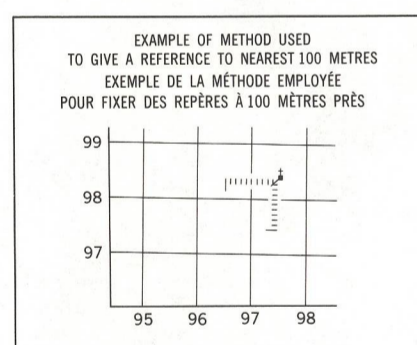 EXAMPLE OF METHOD USED
TO GIVE A REFERENCE TO NEAREST 100 METRES
EXEMPLE DE LA MÉTHODE EMPLOYÉE
POUR FIXER DES REPÈRES À 100 MÈTRES PRÈS
99
98
97
95 96 97 98